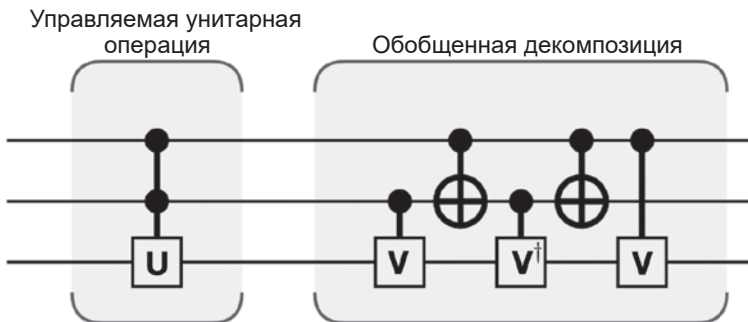 Управляемая унитарная
операция
Обобщенная декомпозиция
U
V
V†
V